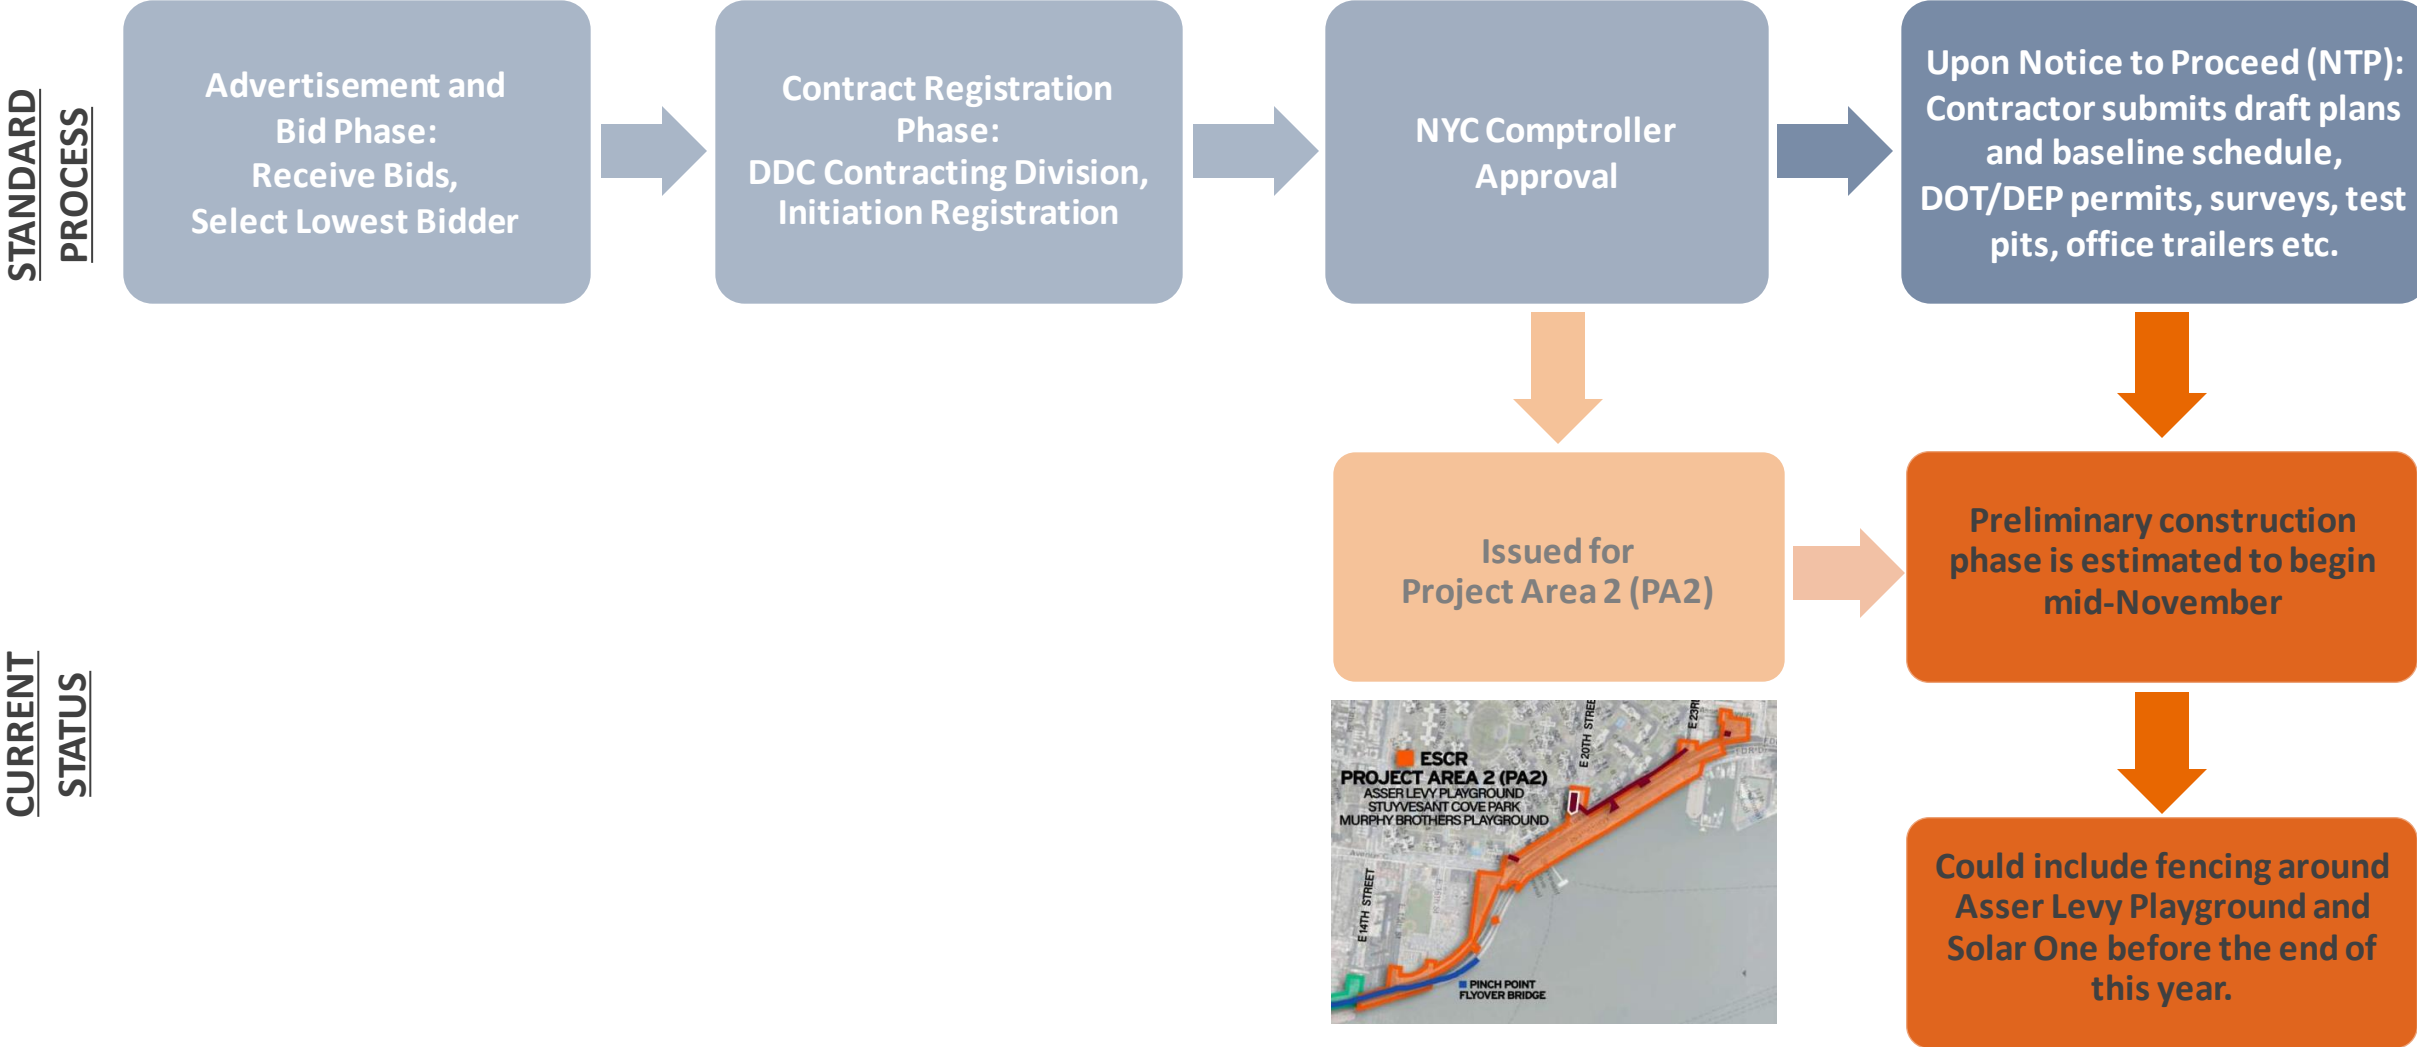 STANDARD
PROCESS
Advertisement and
Bid Phase:
Receive Bids,
Select Lowest Bidder
Contract Registration
Phase:
DDC Contracting Division,
Initiation Registration
NYC Comptroller
Approval
Upon Notice to Proceed (NTP):
Contractor submits draft plans
and baseline schedule,
DOT/DEP permits, surveys, test
pits, office trailers etc.
CURRENT
STATUS
Issued for
Project Area 2 (PA2)
Preliminary construction
phase is estimated to begin
mid-November
ESCR
PROJECT AREA 2 (PA2)
ASSER LEVY PLAYGROUND
STUYVESANT COVE PARK
MURPHY BROTHERS PLAYGROUND
E 20TH STREE
E 23R
Avenue C
E 14TH STREET
PINCH POINT
FLYOVER BRIDGE
Could include fencing around
Asser Levy Playground and
Solar One before the end of
this year.